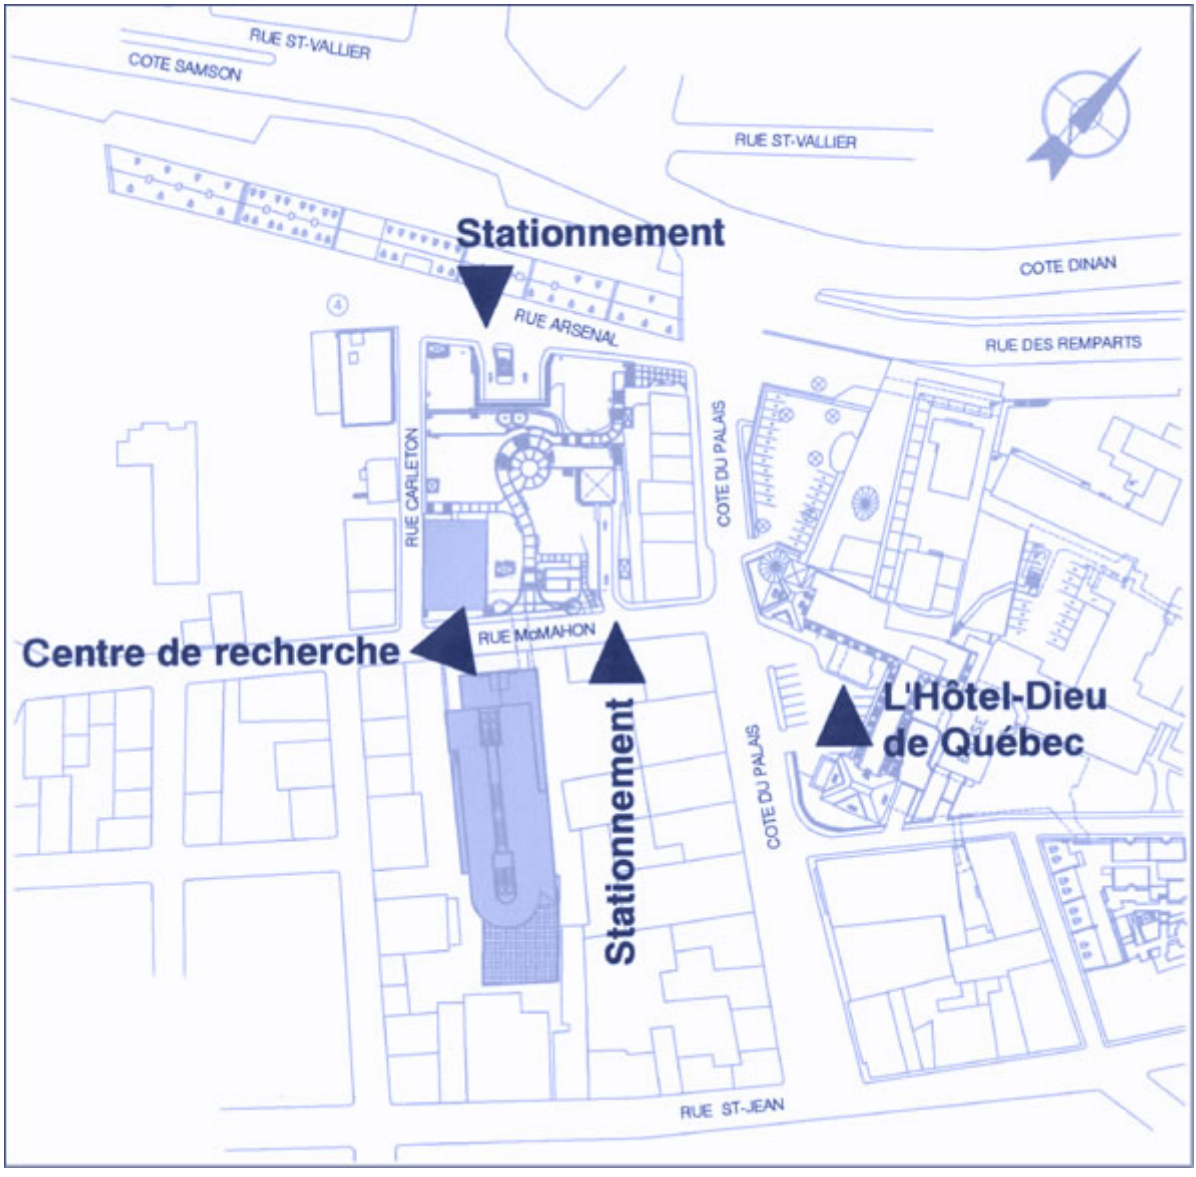 RUE ST-VALLIER
COTE SAMSON
RUE ST-VALLIER
Stationnement
COTE DINAN
4
RUE ARSENAL
RUE DES REMPARTS
RUE CARLETON
COTE DU PALAIS
Centre de recherche
RUE McMAHON
Stationnement
COTE DU PALAIS
L'Hôtel-Dieu
de Québec
RUE ST-JEAN